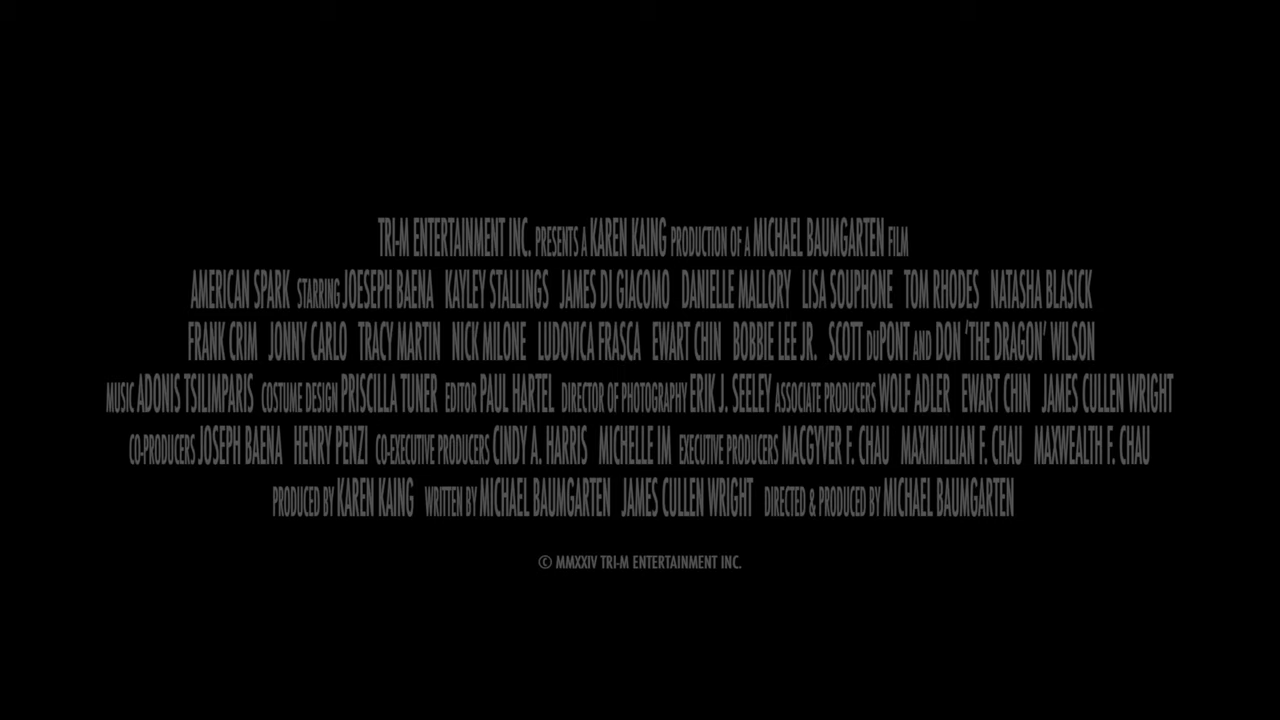 TRI-M ENTERTAINMENT INC. PRESENTS A KAREN KAING PRODUCTION OF A MICHAEL BAUMGARTEN FILM
AMERICAN SPARK STARRING JOESEPH BAENA KAYLEY STALLINGS JAMES DI GIACOMO DANIELLE MALLORY LISA SOUPHONE TOM RHODES NATASHA BLASICK
FRANK CRIM JONNY CARLO TRACY MARTIN NICK MILONE LUDOVICA FRASCA EWART CHIN BOBBIE LEE JR. SCOTT DUPONT AND DON 'THE DRAGON' WILSON
MUSIC ADONIS TSILIMPARIS COSTUME DESIGN PRISCILLA TUNER EDITOR PAUL HARTEL DIRECTOR OF PHOTOGRAPHY ERIK J. SEELEY ASSOCIATE PRODUCERS WOLF ADLER EWART CHIN JAMES CULLEN WRIGHT
CO-PRODUCERS JOSEPH BAENA HENRY PENZI CO-EXECUTIVE PRODUCERS CINDY A. HARRIS MICHELLE IM EXECUTIVE PRODUCERS MACGYVER F. CHAU MAXIMILLIAN F. CHAU MAXWEALTH F. CHAU
PRODUCED BY KAREN KAING WRITTEN BY MICHAEL BAUMGARTEN JAMES CULLEN WRIGHT DIRECTED & PRODUCED BY MICHAEL BAUMGARTEN
© MMXXIV TRI-M ENTERTAINMENT INC.